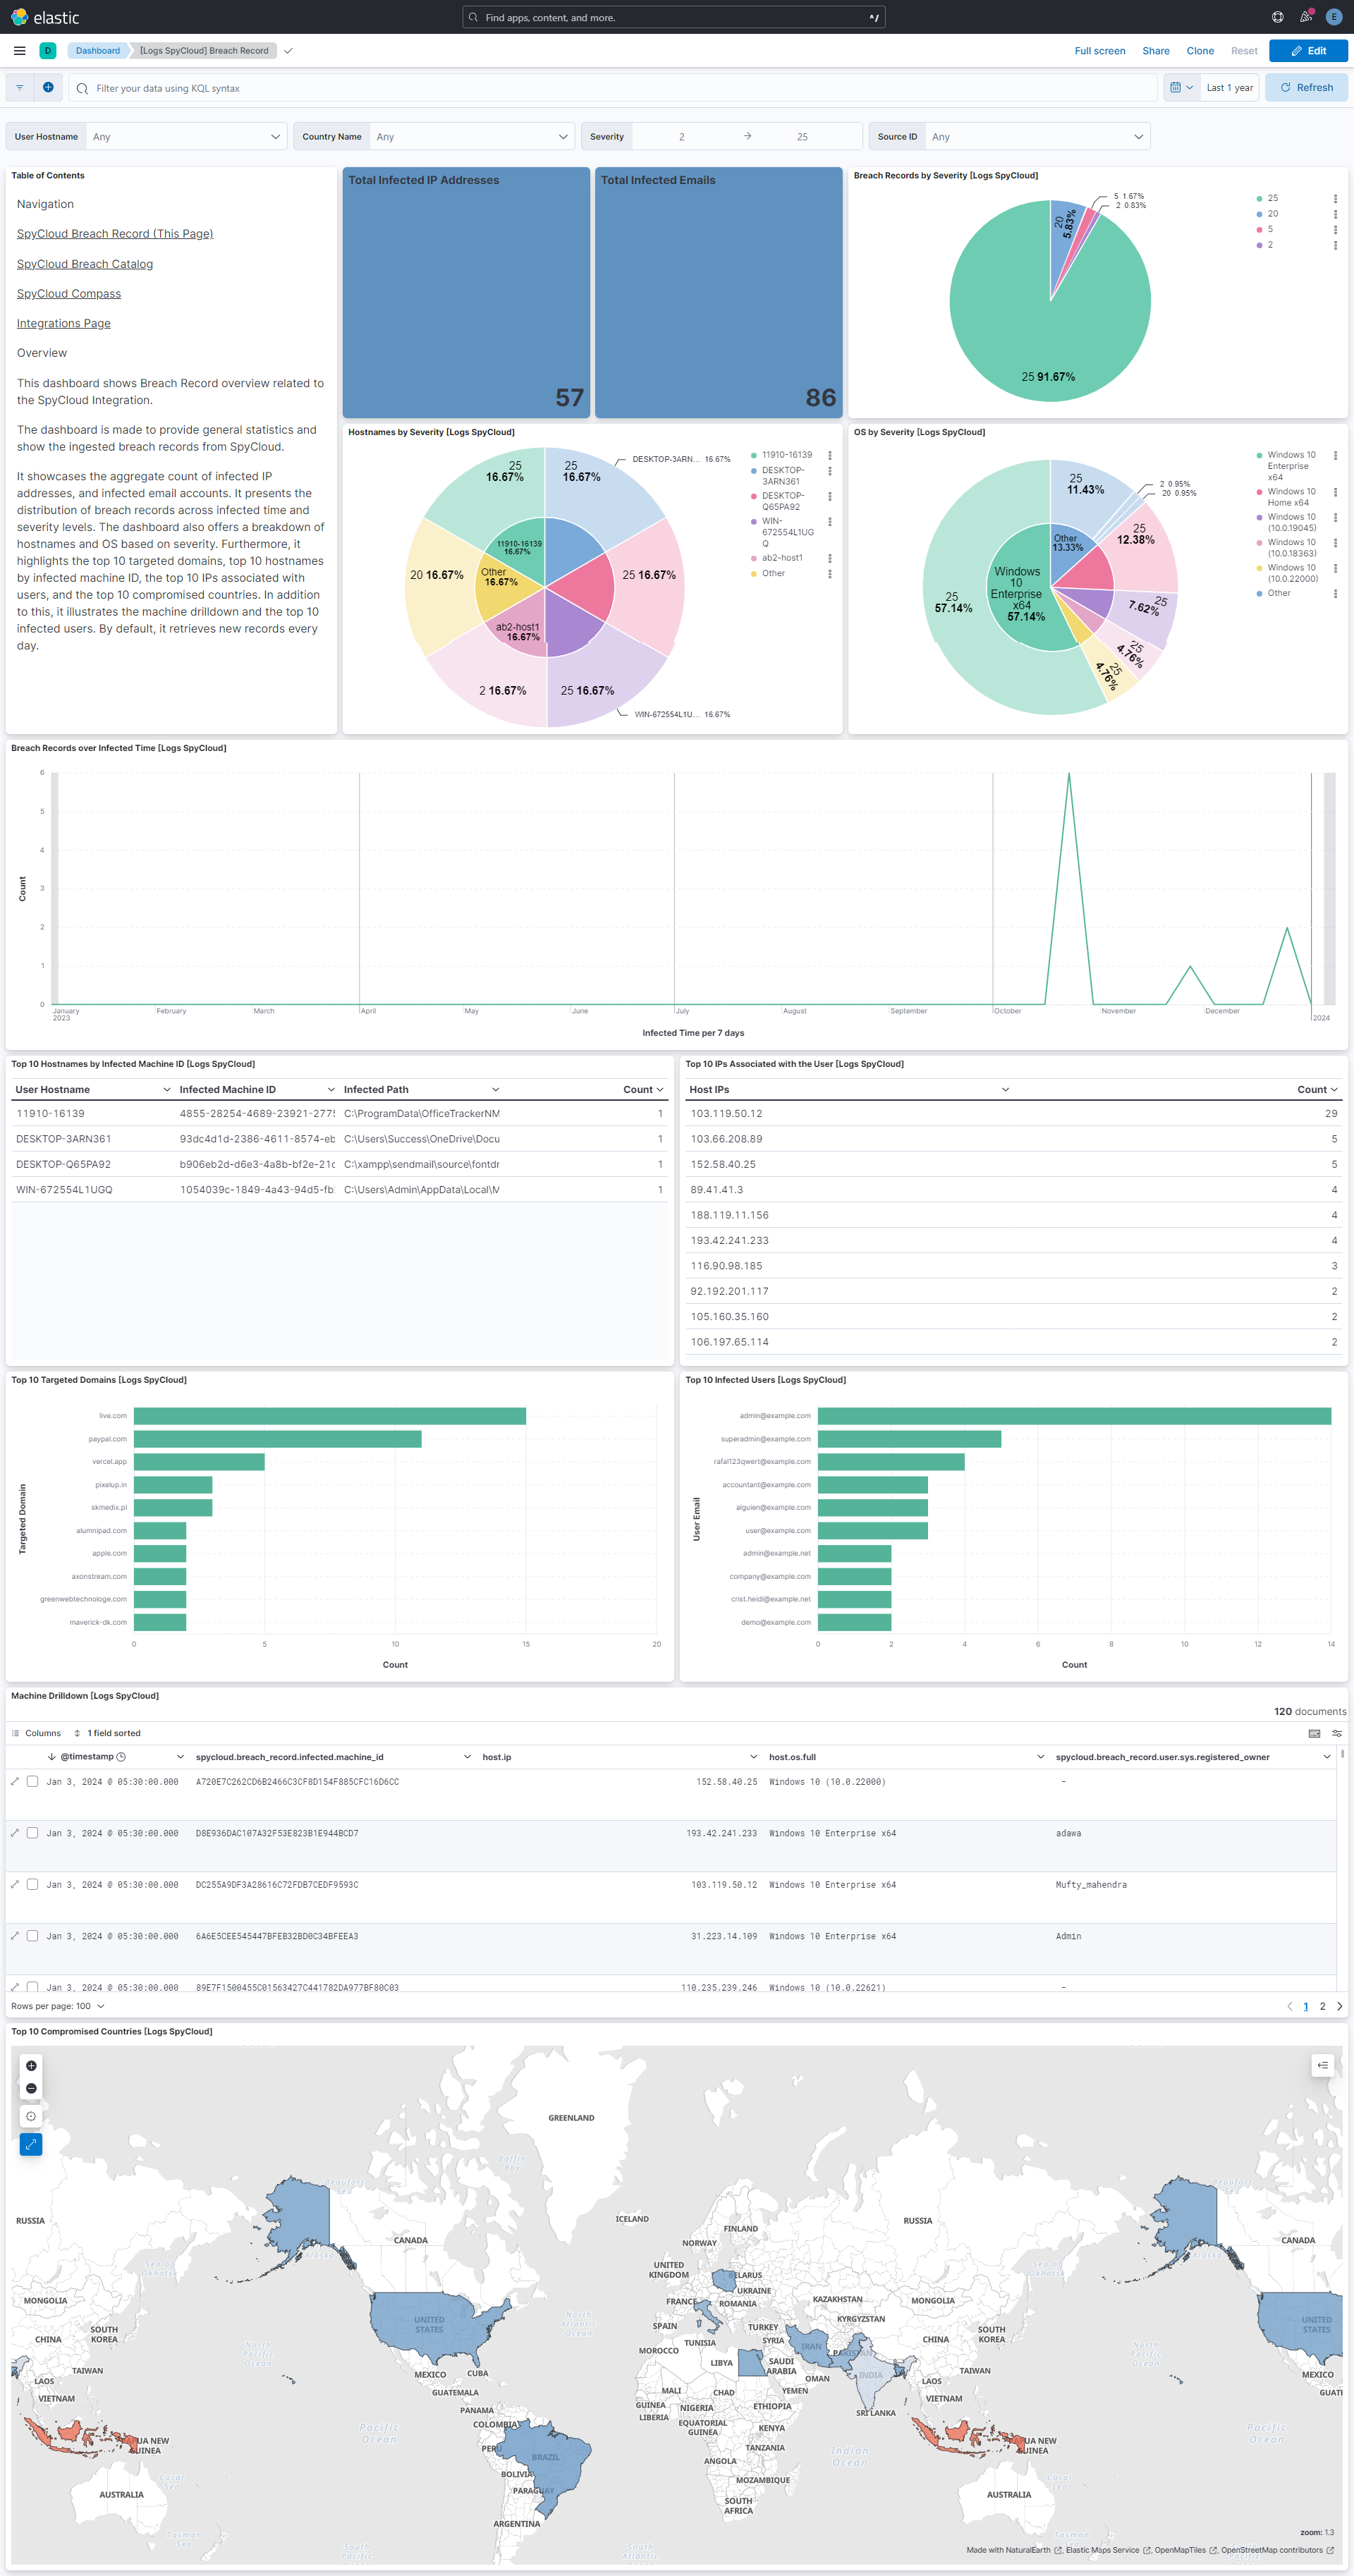 elastic
Find apps, content, and more.
^/
E
D
Dashboard
[Logs SpyCloud] Breach Record
Full screen
Share
Clone
Reset
Edit
Filter your data using KQL syntax
Last 1 year
Refresh
User Hostname
Any
Country Name
Any
Severity
2
→
25
Source ID
Any
Table of Contents
Navigation
SpyCloud Breach Record (This Page)
SpyCloud Breach Catalog
SpyCloud Compass
Integrations Page
Overview
This dashboard shows Breach Record overview related to
the SpyCloud Integration.
The dashboard is made to provide general statistics and
show the ingested breach records from SpyCloud.
It showcases the aggregate count of infected IP
addresses, and infected email accounts. It presents the
distribution of breach records across infected time and
severity levels. The dashboard also offers a breakdown of
hostnames and OS based on severity. Furthermore, it
highlights the top 10 targeted domains, top 10 hostnames
by infected machine ID, the top 10 IPs associated with
users, and the top 10 compromised countries. In addition
to this, it illustrates the machine drilldown and the top 10
infected users. By default, it retrieves new records every
day.
Total Infected IP Addresses
57
Total Infected Emails
86
Breach Records by Severity [Logs SpyCloud]
5 1.67%
2 0.83%
20
5.83%
25 91.67%
25
20
5
2
Hostnames by Severity [Logs SpyCloud]
25
16.67%
25
16.67%
DESKTOP-3ARN... 16.67%
11910-16139
16.67%
Other
16.67%
20 16.67%
25 16.67%
ab2-host1
16.67%
2 16.67%
25 16.67%
WIN-672554L1U... 16.67%
11910-16139
DESKTOP-
3ARN361
DESKTOP-
Q65PA92
WIN-
672554L1UG
Q
ab2-host1
Other
OS by Severity [Logs SpyCloud]
25
11.43%
2 0.95%
20 0.95%
25
12.38%
Other
13.33%
Windows
10
Enterprise
x64
57.14%
25
57.14%
25
7.62%
25
4.76%
25
4.76%
Windows 10
Enterprise
x64
Windows 10
Home x64
Windows 10
(10.0.19045)
Windows 10
(10.0.18363)
Windows 10
(10.0.22000)
Other
Breach Records over Infected Time [Logs SpyCloud]
6
5
4
3
2
1
0
Count
January
2023
February
March
April
May
June
July
August
September
October
November
December
2024
Infected Time per 7 days
Top 10 Hostnames by Infected Machine ID [Logs SpyCloud]
User Hostname Infected Machine ID Infected Path Count
11910-16139 4855-28254-4689-23921-2775 C:\ProgramData\OfficeTrackerNM 1
DESKTOP-3ARN361 93dc4d1d-2386-4611-8574-eb C:\Users\Success\OneDrive\Docu 1
DESKTOP-Q65PA92 b906eb2d-d6e3-4a8b-bf2e-21c C:\xampp\sendmail\source\fontdr 1
WIN-672554L1UGQ 1054039c-1849-4a43-94d5-fb C:\Users\Admin\AppData\Local\M 1
Top 10 IPs Associated with the User [Logs SpyCloud]
Host IPs Count
103.119.50.12 29
103.66.208.89 5
152.58.40.25 5
89.41.41.3 4
188.119.11.156 4
193.42.241.233 4
116.90.98.185 3
92.192.201.117 2
105.160.35.160 2
106.197.65.114 2
Top 10 Targeted Domains [Logs SpyCloud]
Targeted Domain
live.com
paypal.com
vercel.app
pixelup.in
skmedix.pl
alumnipad.com
apple.com
axonstream.com
greenwebtechnologe.com
maverick-dk.com
0 5 10 15 20
Count
Top 10 Infected Users [Logs SpyCloud]
User Email
admin@example.com
superadmin@example.com
rafal123qwert@example.com
accountant@example.com
alguien@example.com
user@example.com
admin@example.net
company@example.com
crist.heidi@example.net
demo@example.com
0 2 4 6 8 10 12 14
Count
Machine Drilldown [Logs SpyCloud]
120 documents
Columns 1 field sorted
@timestamp spycloud.breach_record.infected.machine_id host.ip host.os.full spycloud.breach_record.user.sys.registered_owner
Jan 3, 2024 @ 05:30:00.000 A720E7C262CD6B2466C3CF8D154F885CFC16D6CC 152.58.40.25 Windows 10 (10.0.22000) -
Jan 3, 2024 @ 05:30:00.000 D8E936DAC107A32F53E823B1E944BCD7 193.42.241.233 Windows 10 Enterprise x64 adawa
Jan 3, 2024 @ 05:30:00.000 DC255A9DF3A28616C72FDB7CEDF9593C 103.119.50.12 Windows 10 Enterprise x64 Mufty_mahendra
Jan 3, 2024 @ 05:30:00.000 6A6E5CEE545447BFEB32BD0C34BFEEA3 31.223.14.109 Windows 10 Enterprise x64 Admin
Jan 3, 2024 @ 05:30:00.000 89E7F1500455C01563427C441782DA977BF80C03 110.235.239.246 Windows 10 (10.0.22621) -
Rows per page: 100
1 2
Top 10 Compromised Countries [Logs SpyCloud]
GREENLAND
Baffin
Bay
Beaufort
Sea
Beaufort
Sea
RUSSIA
ICELAND
RUSSIA
FINLAND
NORWAY
CANADA
CANADA
Alaska
Alaska
Sea of
Okhotsk
Sea of
Okhotsk
UNITED
KINGDOM
BELARUS
UKRAINE
FRANCE
ROMANIA
KAZAKHSTAN
MONGOLIA
MONGOLIA
UNITED
STATES
UNITED
STATES
North
Atlantic
Ocean
SPAIN
TURKEY
KYRGYZSTAN
SOUTH
KOREA
SOUTH
KOREA
CHINA
CHINA
SYRIA
TUNISIA
IRAN
MOROCCO
PAKISTAN
North
Pacific
Ocean
North
Pacific
Ocean
LIBYA
SAUDI
ARABIA
TAIWAN
TAIWAN
MEXICO
CUBA
MEXICO
OMAN
INDIA
LAOS
LAOS
MALI
CHAD
YEMEN
GUATEMALA
GUATE
VIETNAM
VIETNAM
GUINEA
NIGERIA
ETHIOPIA
SRI LANKA
PANAMA
LIBERIA
EQUATORIAL
GUINEA
KENYA
COLOMBIA
Pacific
Ocean
Pacific
Ocean
PAPUA NEW
GUINEA
PAPUA NEW
GUINEA
PERU
BRAZIL
TANZANIA
Indian
Ocean
ANGOLA
BOLIVIA
MOZAMBIQUE
Coral
Sea
Coral
Sea
PARAGUAY
AUSTRALIA
AUSTRALIA
SOUTH
AFRICA
ARGENTINA
Tasman
Sea
Tasman
Sea
South
Pacific
South
Atlantic
South
Pacific
zoom: 1.3
Made with NaturalEarth , Elastic Maps Service , OpenMapTiles , OpenStreetMap contributors